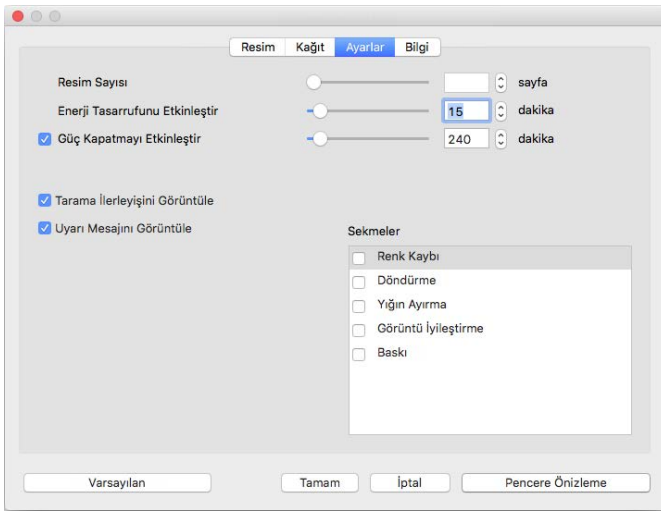 Resim Kağıt Ayarlar Bilgi
Resim Sayısı sayfa
Enerji Tasarrufunu Etkinleştir 15 dakika
Güç Kapatmayı Etkinleştir 240 dakika
Tarama İlerleyişini Görüntüle
Uyarı Mesajını Görüntüle
Sekmeler
Renk Kaybı
Döndürme
Yığın Ayırma
Görüntü İyileştirme
Baskı
Varsayılan Tamam İptal Pencere Önizleme